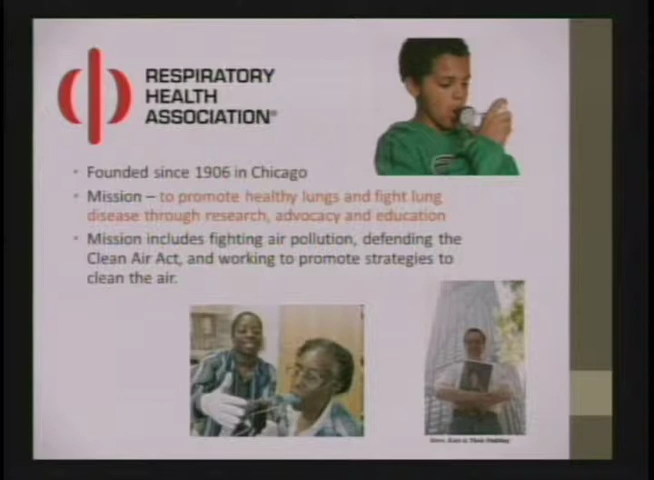 RESPIRATORY
HEALTH
ASSOCIATION®
• Founded since 1906 in Chicago
• Mission – to promote healthy lungs and fight lung
disease through research, advocacy and education
• Mission includes fighting air pollution, defending the
Clean Air Act, and working to promote strategies to
clean the air.